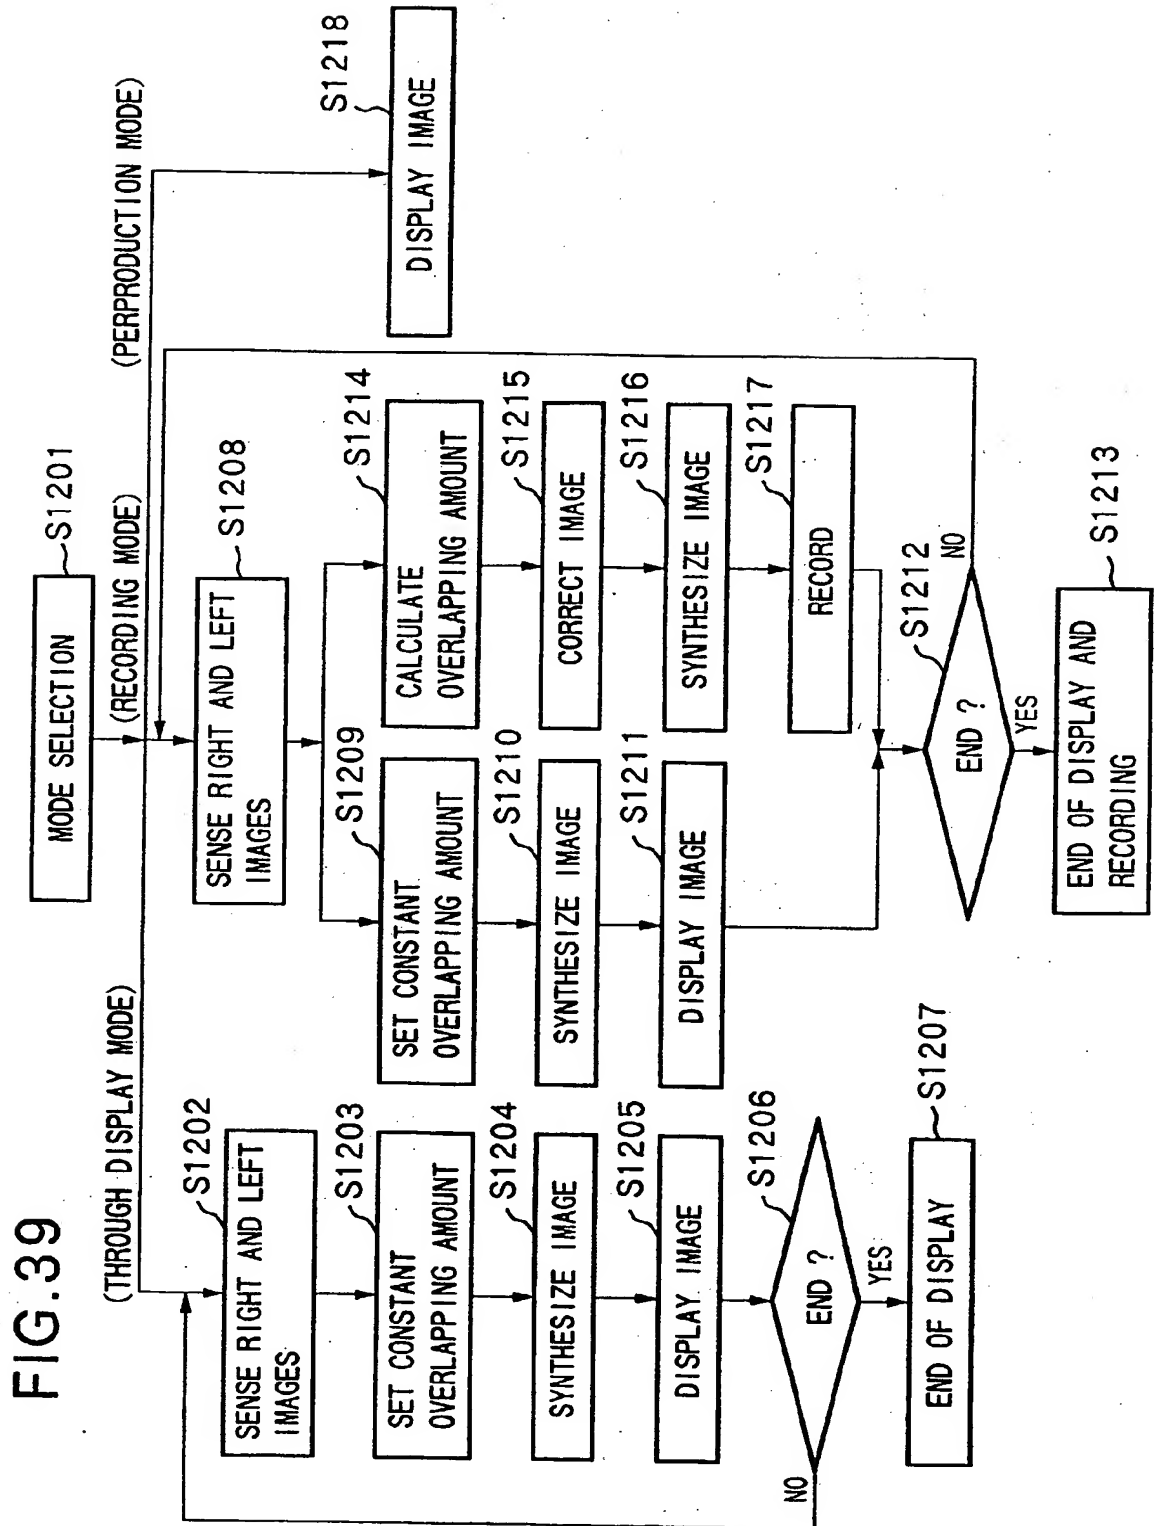 FIG.39
MODE SELECTION
S1201
(THROUGH DISPLAY MODE)
(RECORDING MODE)
(PERPRODUCTION MODE)
SENSE RIGHT AND LEFT
IMAGES
S1202
SET CONSTANT
OVERLAPPING AMOUNT
S1203
SYNTHESIZE IMAGE
S1204
DISPLAY IMAGE
S1205
END ?
S1206
NO
YES
END OF DISPLAY
S1207
SENSE RIGHT AND LEFT
IMAGES
S1208
SET CONSTANT
OVERLAPPING AMOUNT
S1209
SYNTHESIZE IMAGE
S1210
DISPLAY IMAGE
S1211
CALCULATE
OVERLAPPING AMOUNT
S1214
CORRECT IMAGE
S1215
SYNTHESIZE IMAGE
S1216
RECORD
S1217
END ?
S1212
NO
YES
END OF DISPLAY AND
RECORDING
S1213
DISPLAY IMAGE
S1218